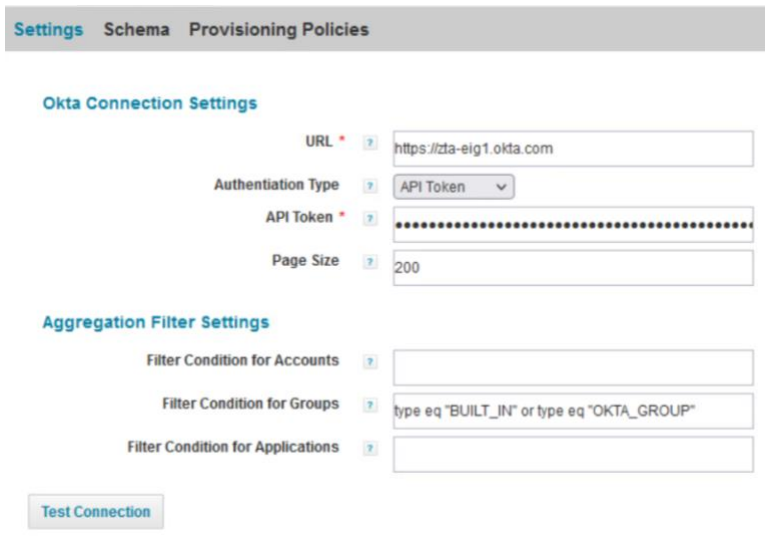 Settings Schema Provisioning Policies
Okta Connection Settings
URL * ? https://zta-eig1.okta.com
Authentiation Type ? API Token
API Token * ? ••••••••••••••••••••••••••••••••••••••••••
Page Size ? 200
Aggregation Filter Settings
Filter Condition for Accounts ?
Filter Condition for Groups ? type eq "BUILT_IN" or type eq "OKTA_GROUP"
Filter Condition for Applications ?
Test Connection